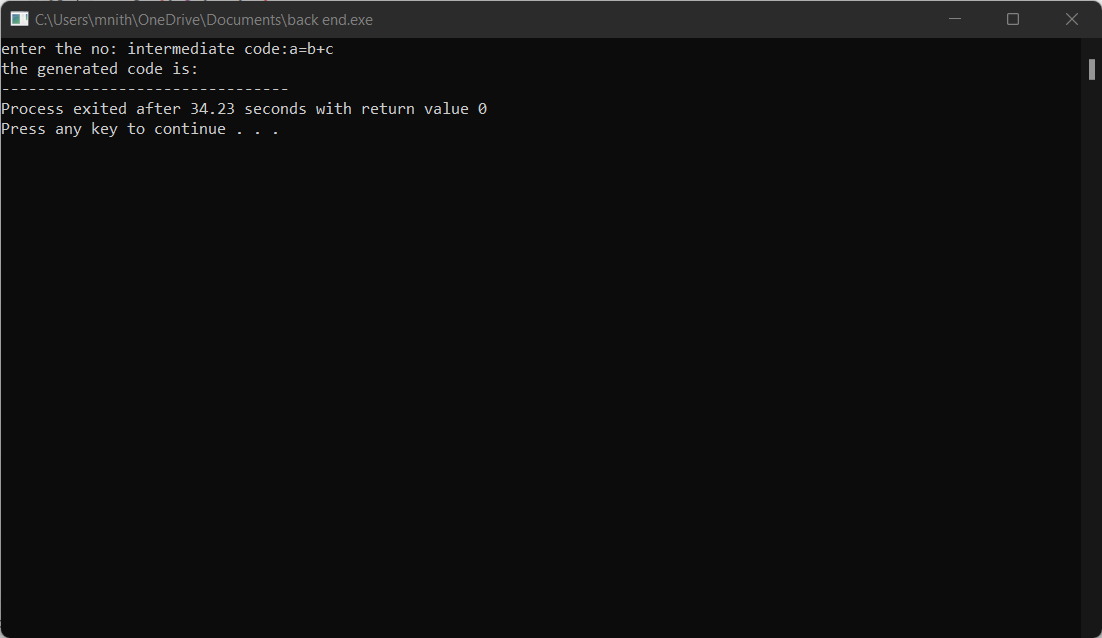 C:\Users\mnith\OneDrive\Documents\back end.exe
enter the no: intermediate code:a=b+c
the generated code is:
--------------------------------
Process exited after 34.23 seconds with return value 0
Press any key to continue . . .